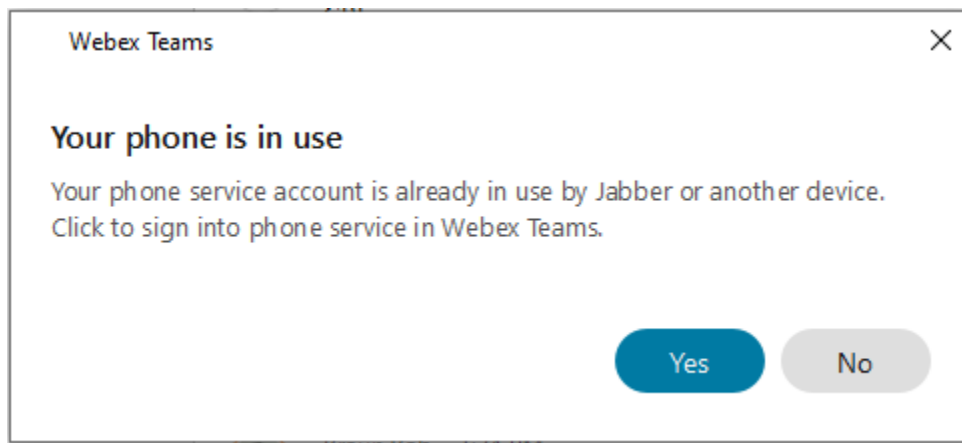 Webex Teams
Your phone is in use
Your phone service account is already in use by Jabber or another device.
Click to sign into phone service in Webex Teams.
Yes No